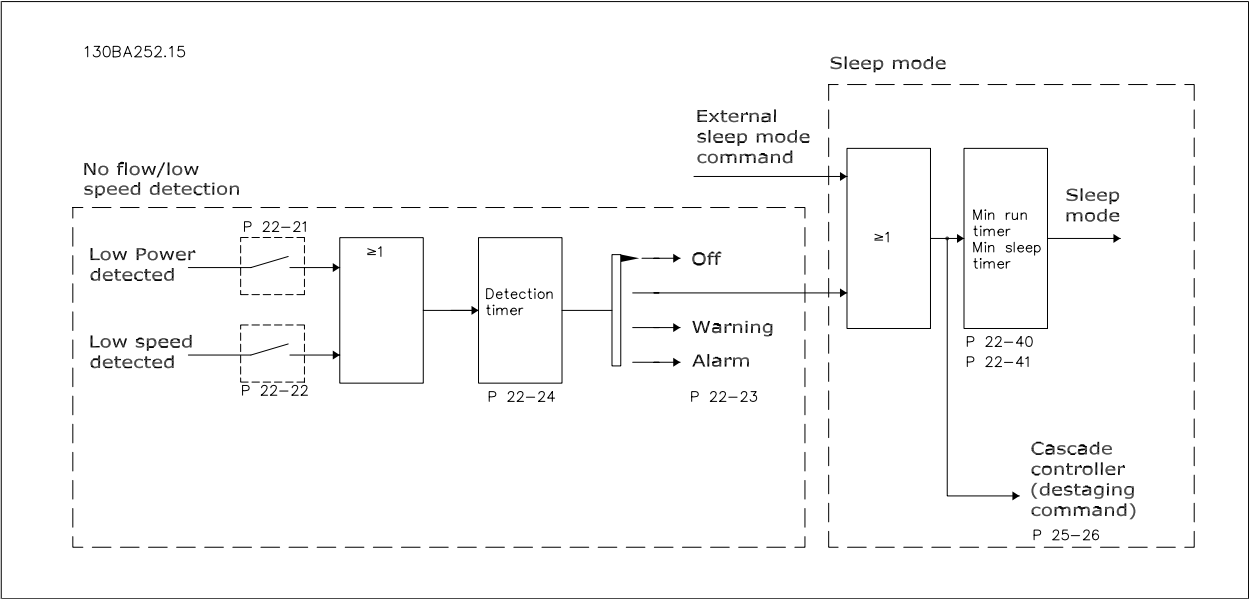 130BA252.15
Sleep mode
External
sleep mode
command
No flow/low
speed detection
P 22-21
Low Power
detected
≥1
Detection
timer
Off
Warning
Alarm
Low speed
detected
P 22-22
P 22-24
P 22-23
≥1
Min run
timer
Min sleep
timer
Sleep
mode
P 22-40
P 22-41
Cascade
controller
(destaging
command)
P 25-26